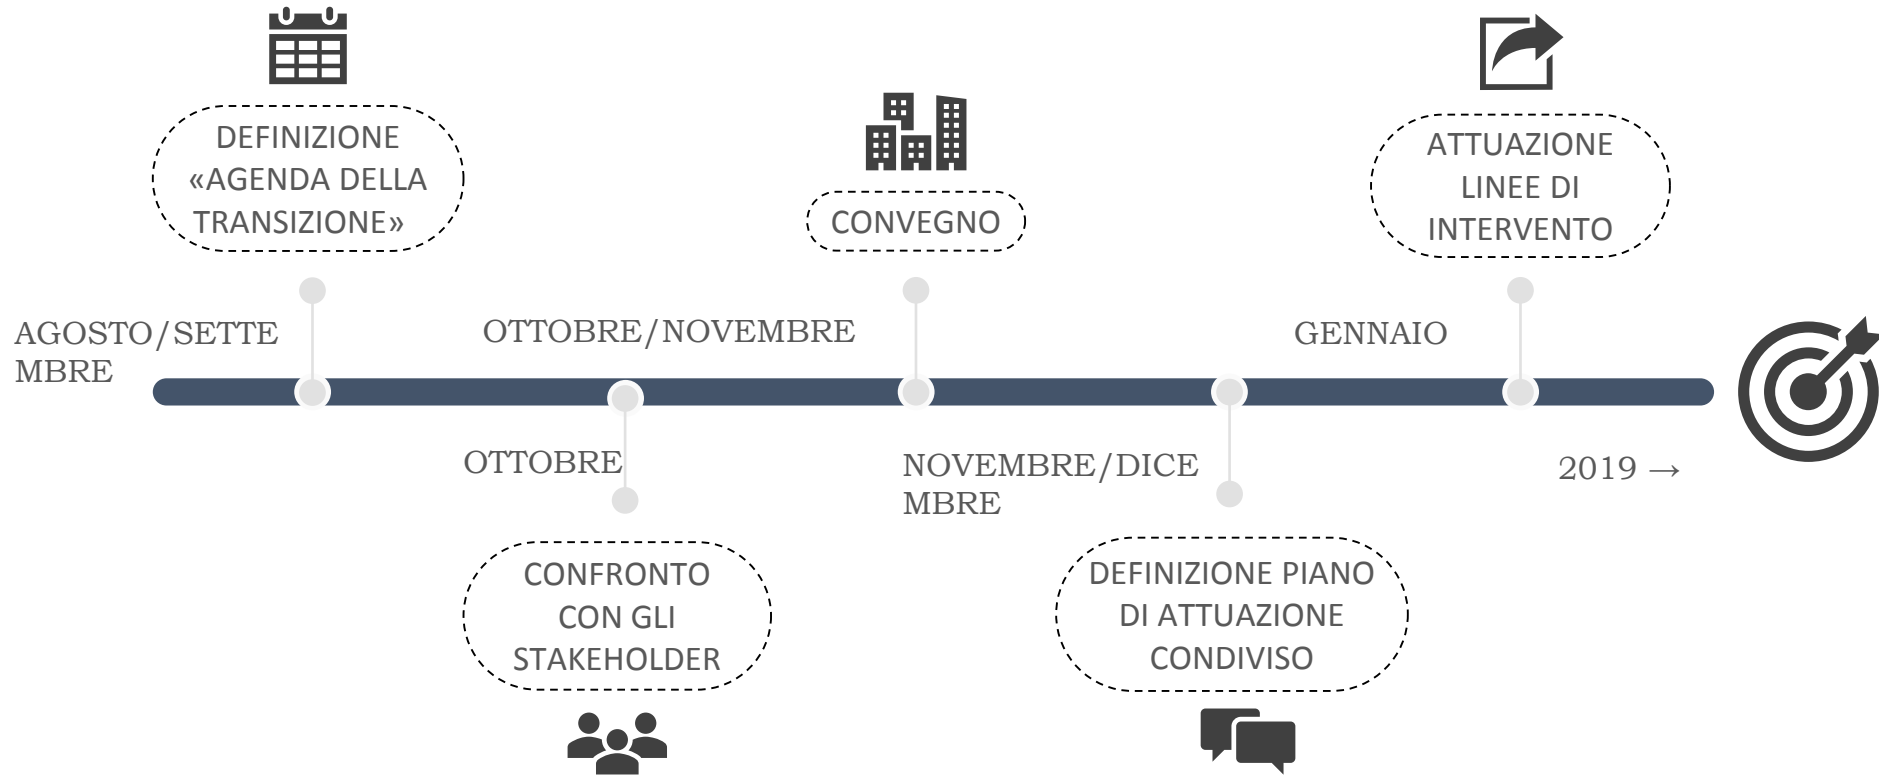 DEFINIZIONE
«AGENDA DELLA
TRANSIZIONE»
CONVEGNO
ATTUAZIONE
LINEE DI
INTERVENTO
AGOSTO/SETTE
MBRE
OTTOBRE/NOVEMBRE
GENNAIO
OTTOBRE
NOVEMBRE/DICE
MBRE
2019 →
CONFRONTO
CON GLI
STAKEHOLDER
DEFINIZIONE PIANO
DI ATTUAZIONE
CONDIVISO